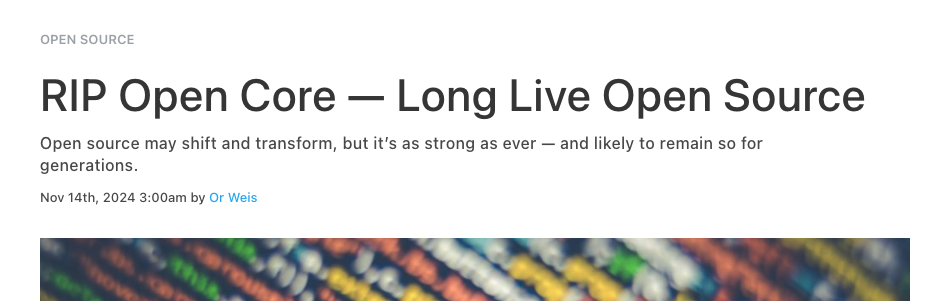 OPEN SOURCE
RIP Open Core — Long Live Open Source
Open source may shift and transform, but it’s as strong as ever — and likely to remain so for
generations.
Nov 14th, 2024 3:00am by Or Weis